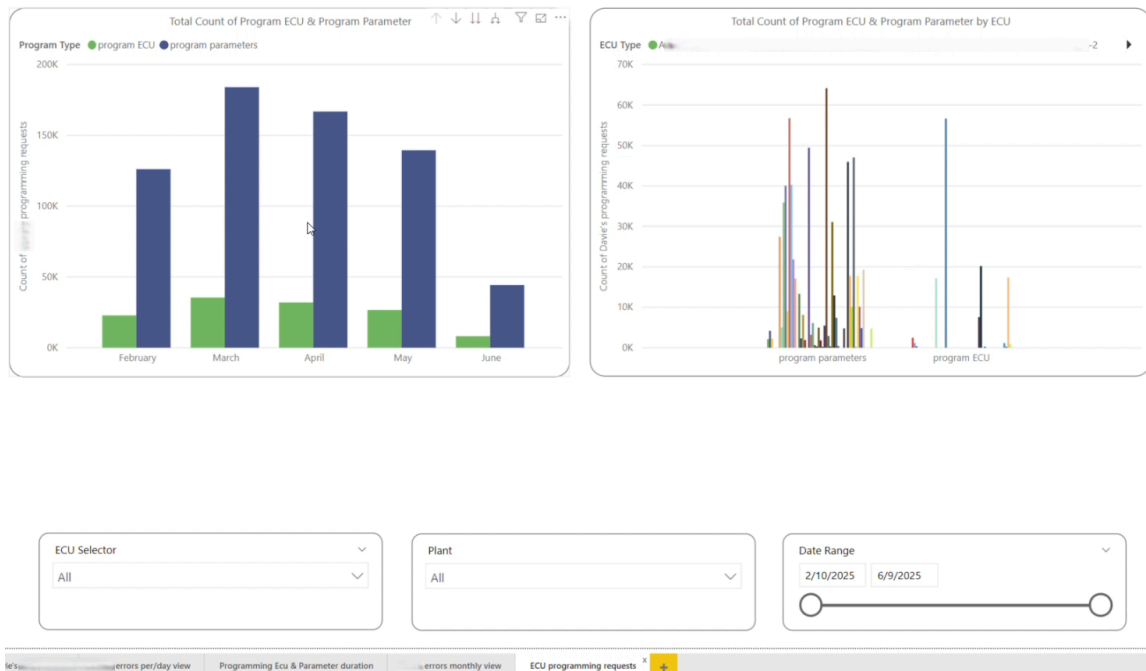 Total Count of Program ECU & Program Parameter
Program Type program ECU program parameters
Count of programming requests
200K
150K
100K
50K
0K
February March April May June
Total Count of Program ECU & Program Parameter by ECU
ECU Type -2
Count of Davie's programming requests
70K
60K
50K
40K
30K
20K
10K
0K
program parameters program ECU
ECU Selector
All
Plant
All
Date Range
2/10/2025 6/9/2025
errors per/day view Programming Ecu & Parameter duration errors monthly view ECU programming requests x +